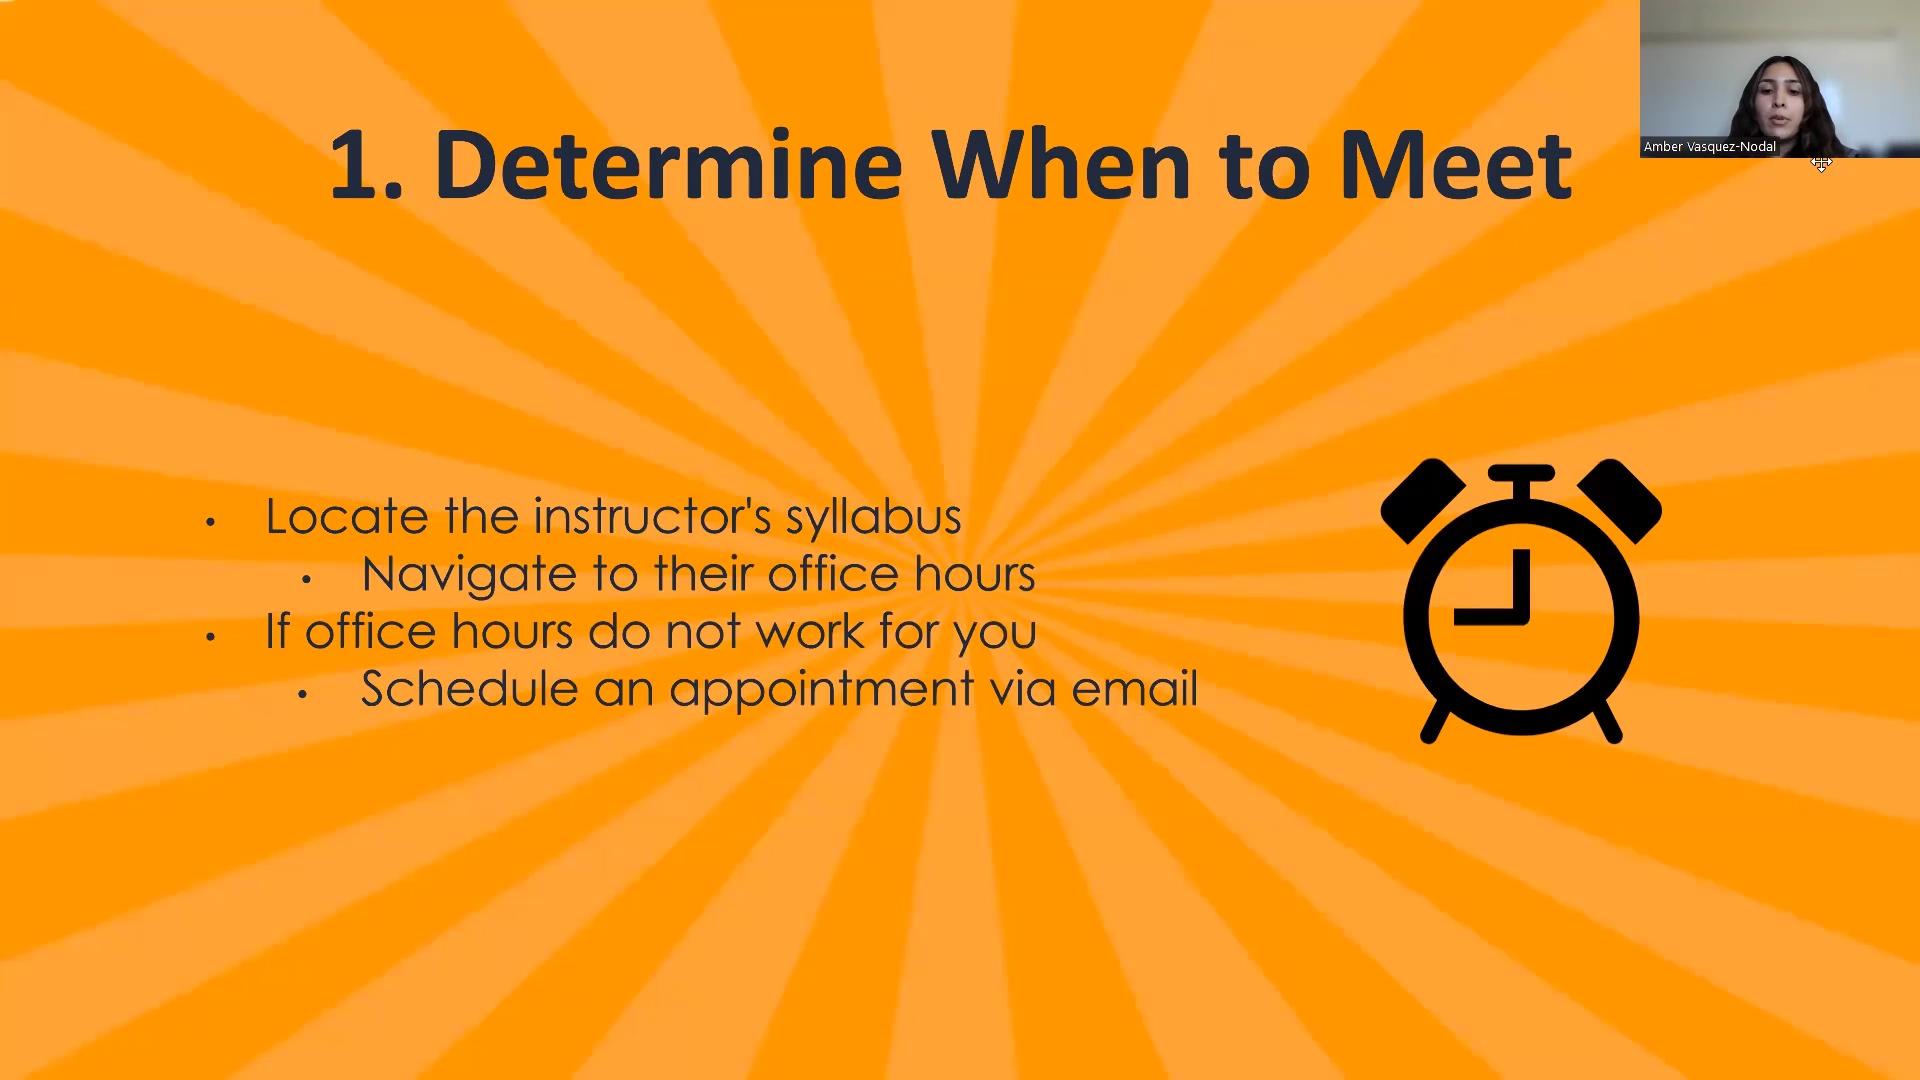 1. Determine When to Meet
Amber Vasquez-Nodal
• Locate the instructor's syllabus
• Navigate to their office hours
• If office hours do not work for you
• Schedule an appointment via email